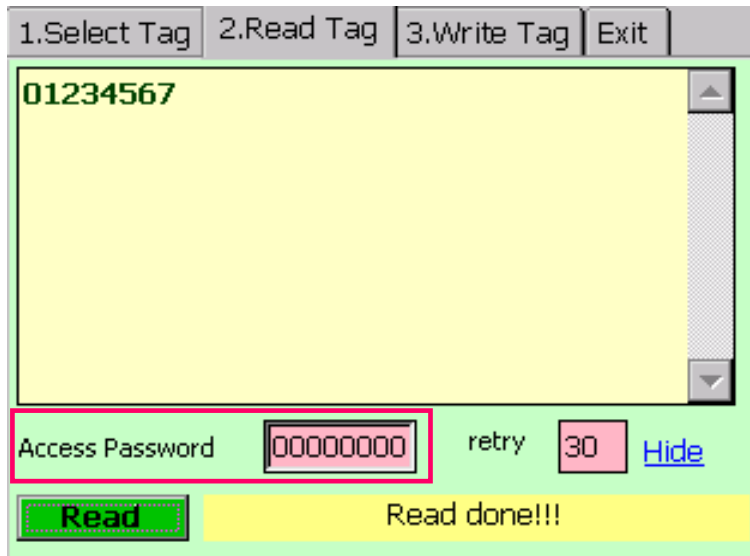 1.Select Tag 2.Read Tag 3.Write Tag Exit
01234567
Access Password 00000000 retry 30 Hide
Read Read done!!!